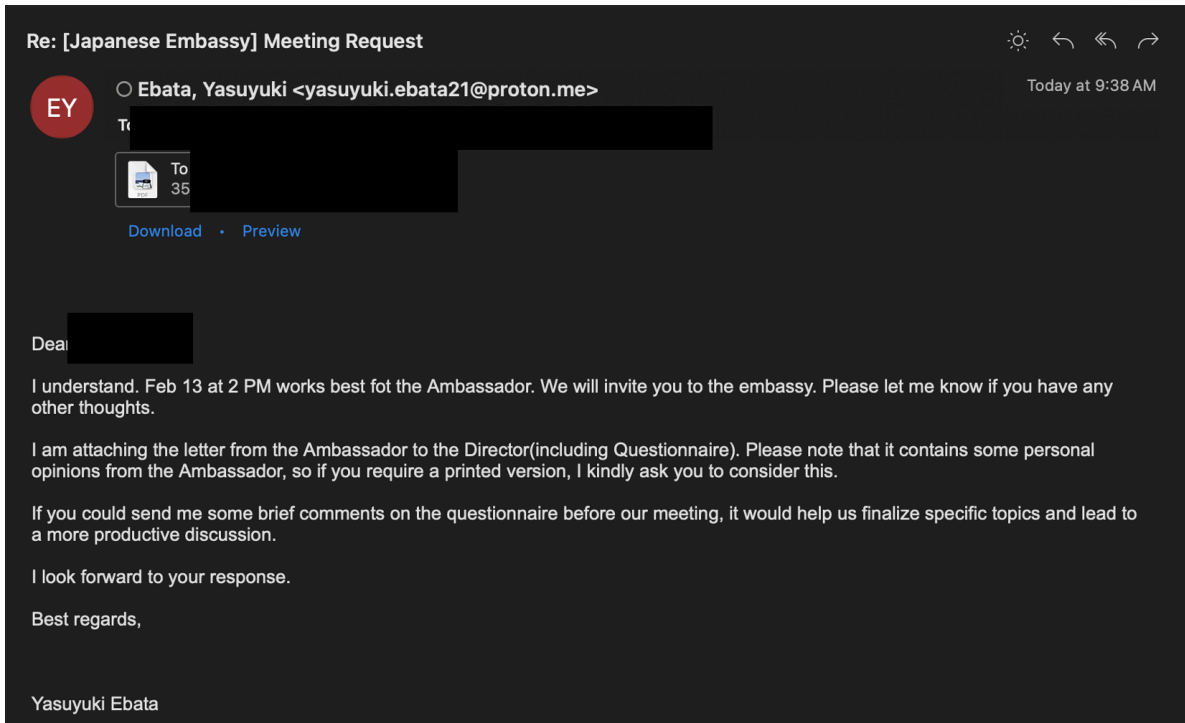 Re: [Japanese Embassy] Meeting Request
EY
Ebata, Yasuyuki <yasuyuki.ebata21@proton.me>
Today at 9:38 AM
To
PDF
35
Download • Preview
Dear
I understand. Feb 13 at 2 PM works best fot the Ambassador. We will invite you to the embassy. Please let me know if you have any
other thoughts.
I am attaching the letter from the Ambassador to the Director(including Questionnaire). Please note that it contains some personal
opinions from the Ambassador, so if you require a printed version, I kindly ask you to consider this.
If you could send me some brief comments on the questionnaire before our meeting, it would help us finalize specific topics and lead to
a more productive discussion.
I look forward to your response.
Best regards,
Yasuyuki Ebata